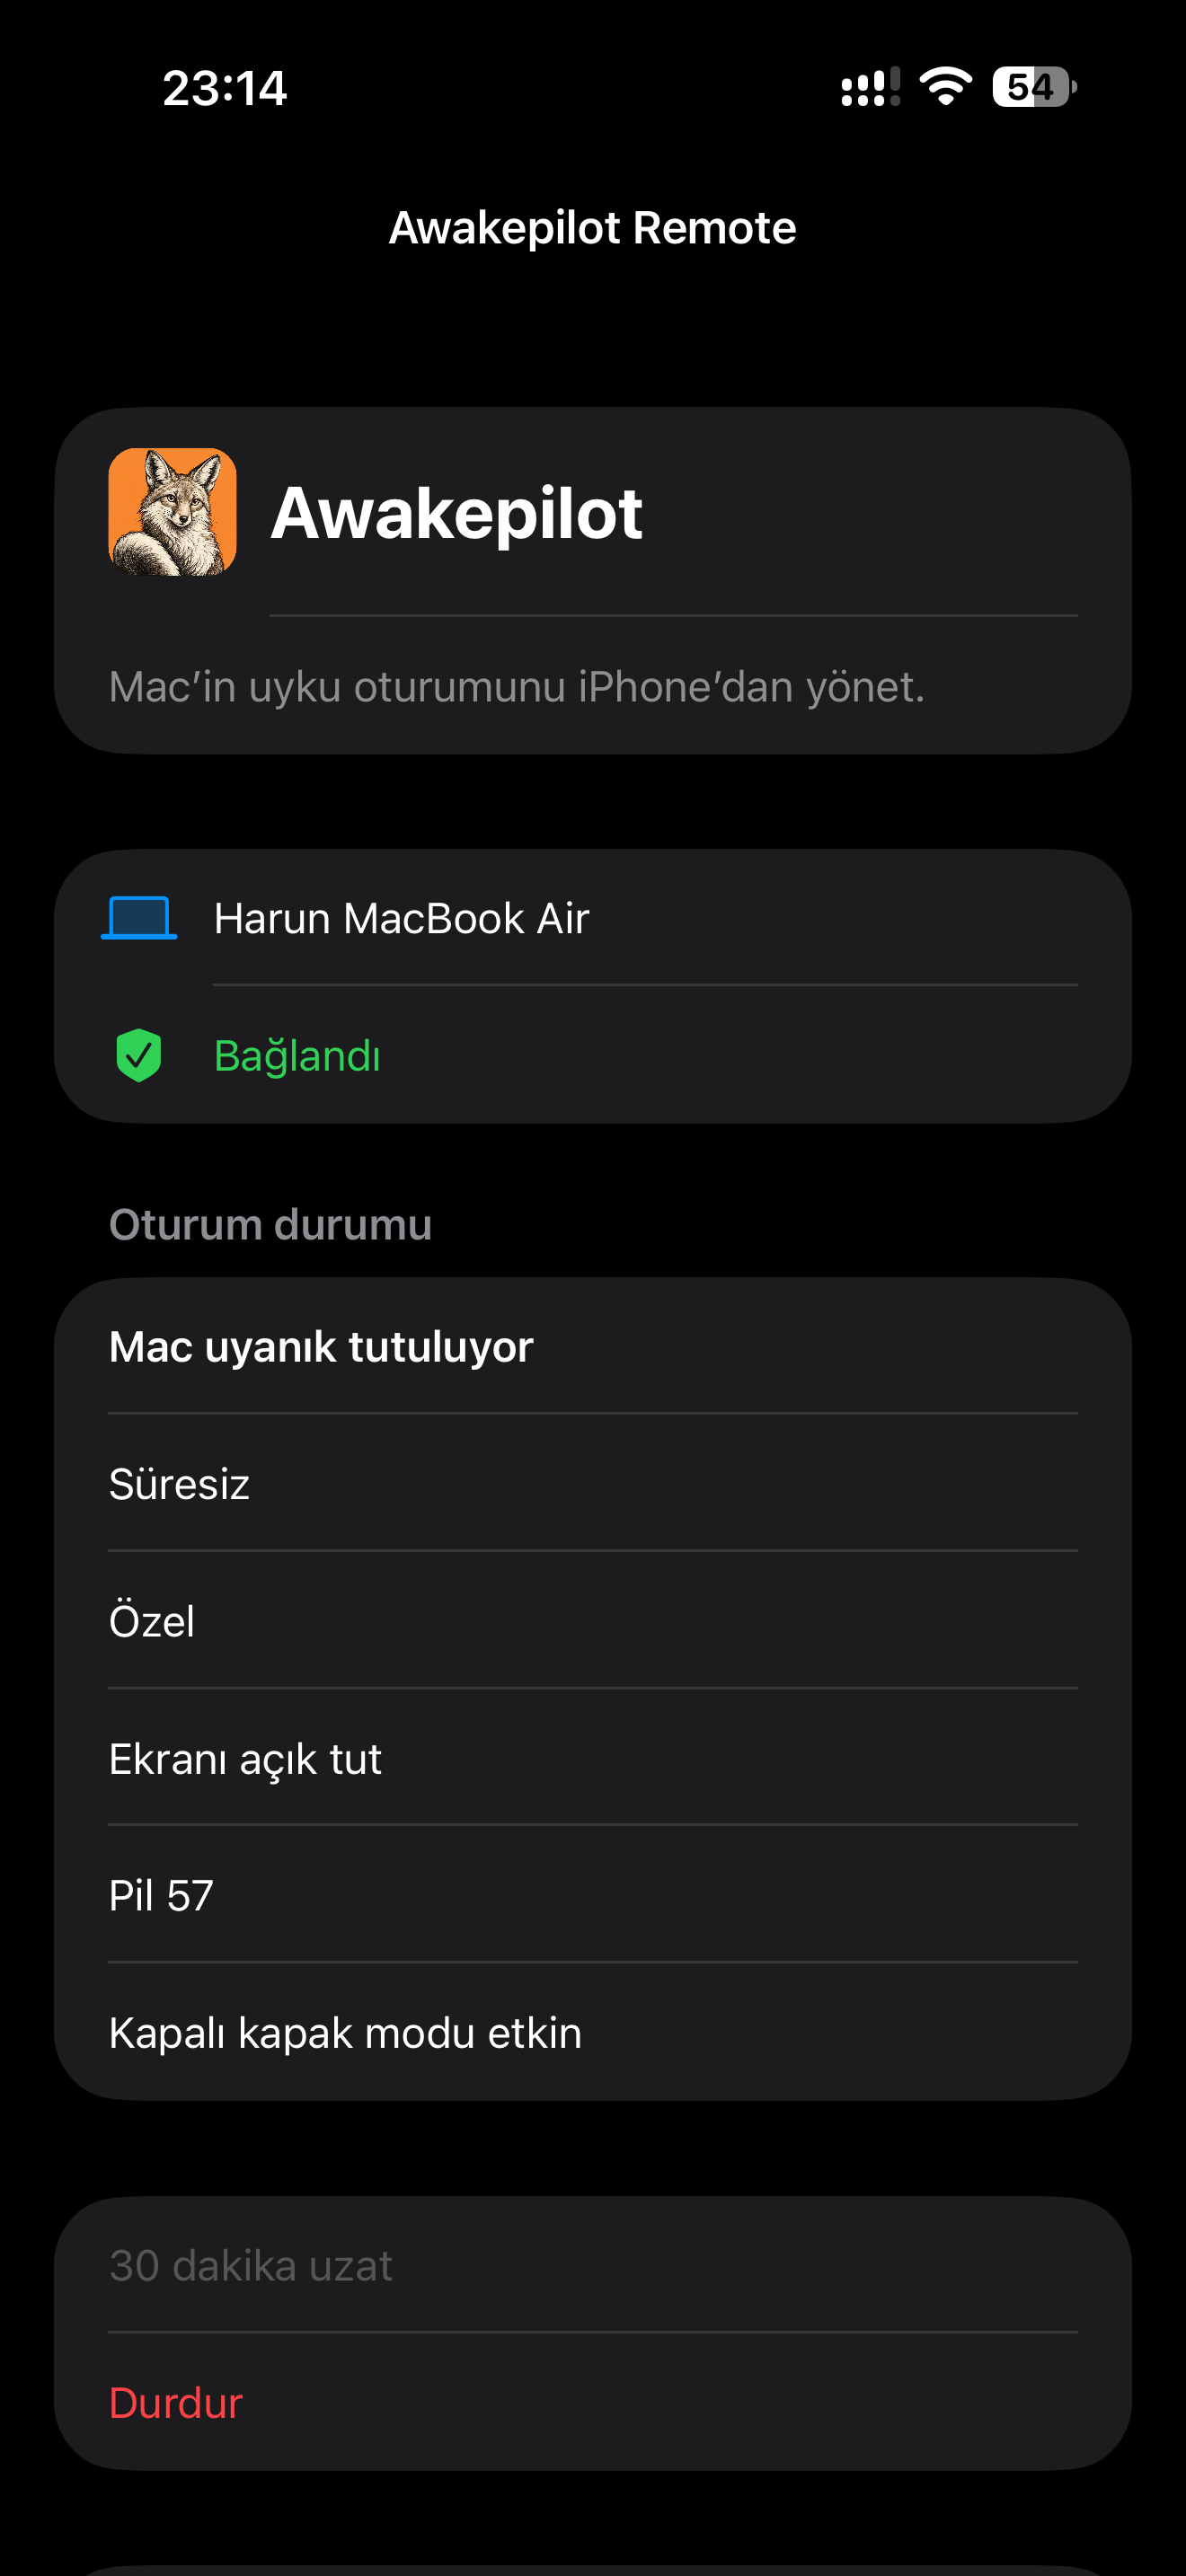 23:14
54
Awakepilot Remote
Awakepilot
Mac’in uyku oturumunu iPhone’dan yönet.
Harun MacBook Air
Bağlandı
Oturum durumu
Mac uyanık tutuluyor
Süresiz
Özel
Ekranı açık tut
Pil 57
Kapalı kapak modu etkin
30 dakika uzat
Durdur